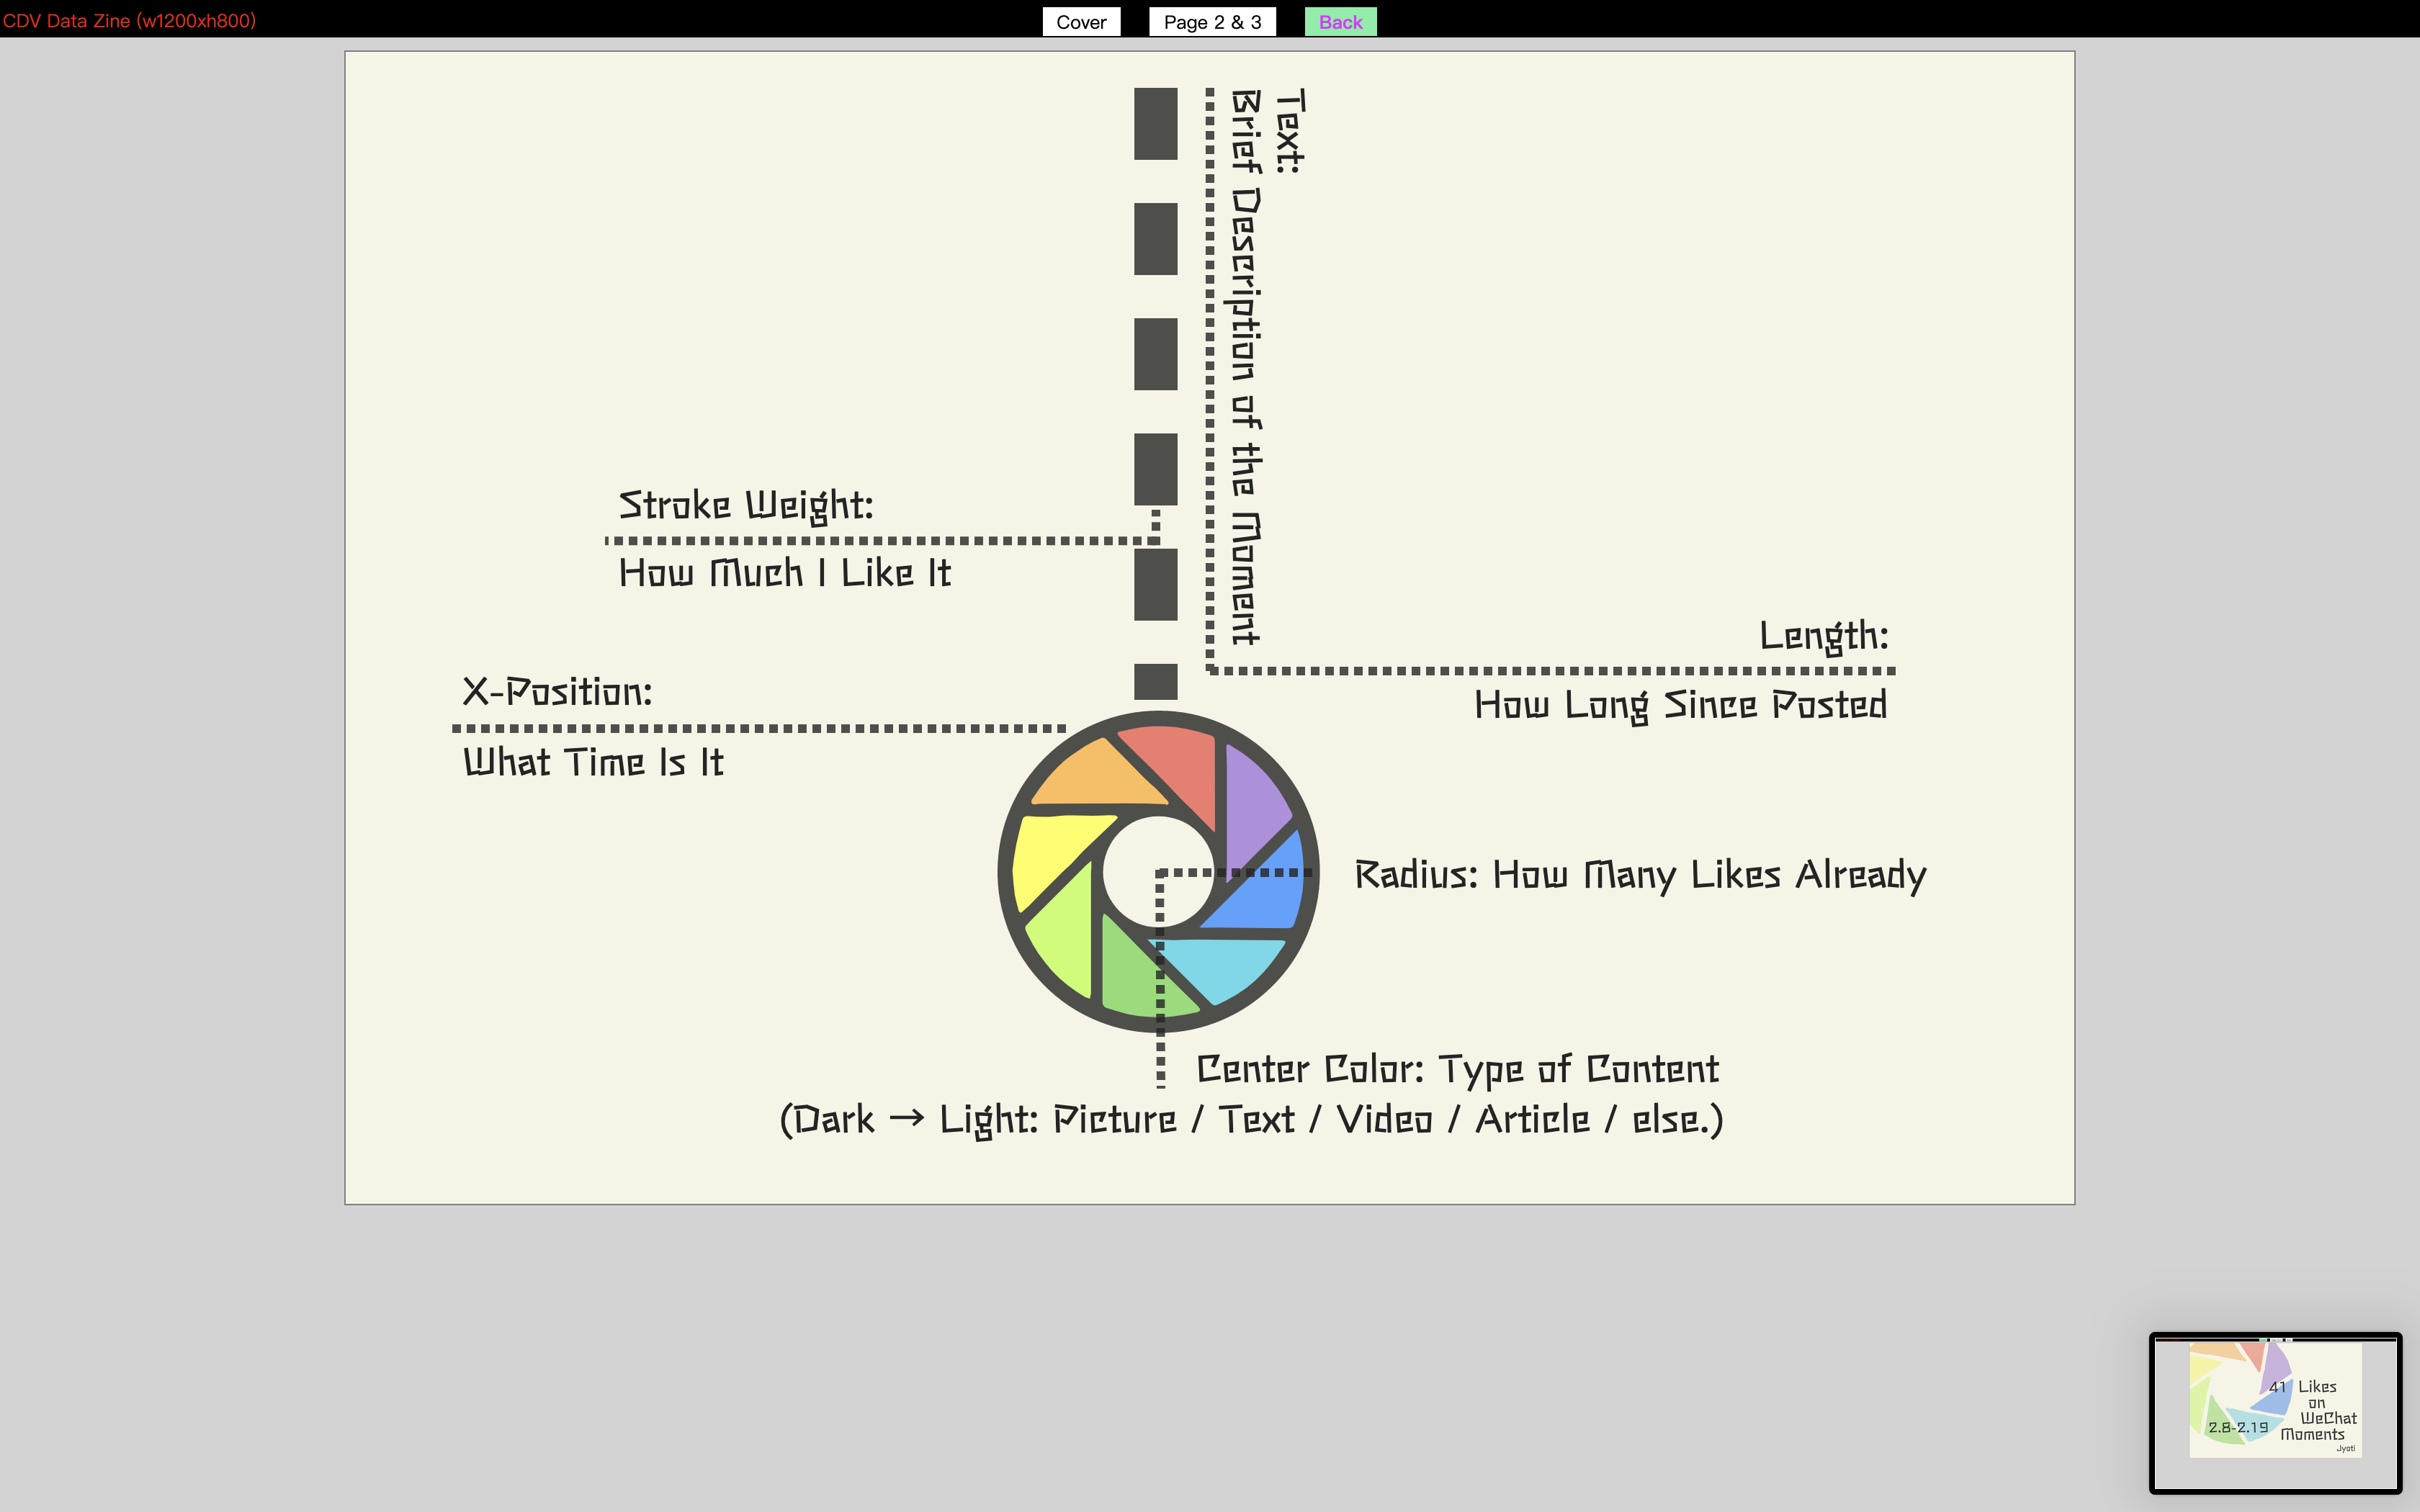 CDV Data Zine (w1200xh800)
Cover
Page 2 & 3
Back
Text:
Brief Description of the Moment
Stroke Weight:
How Much I Like It
Length:
How Long Since Posted
X-Position:
What Time Is It
Radius: How Many Likes Already
Center Color: Type of Content
(Dark → Light: Picture / Text / Video / Article / else.)
41 Likes
on
WeChat
2.8-2.19
Moments
Jyoti